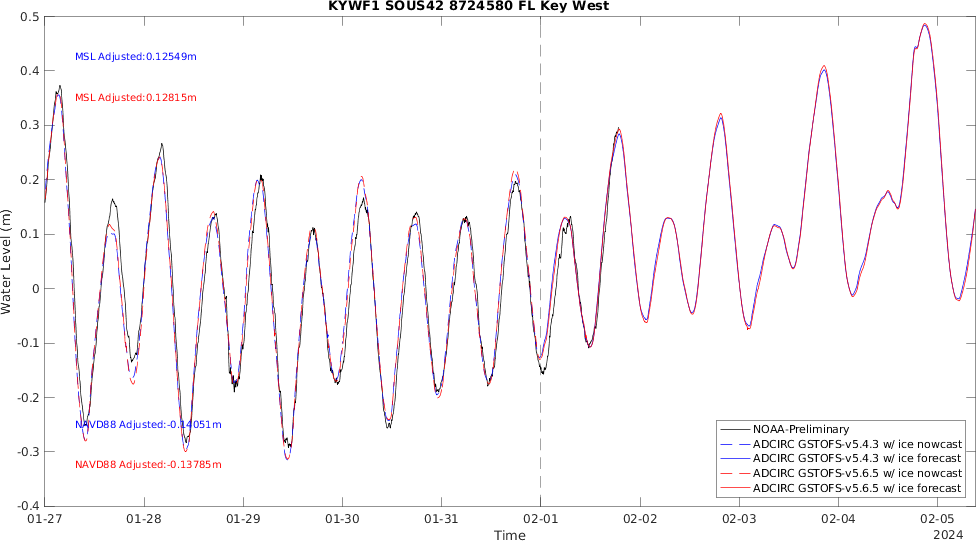 KYWF1 SOUS42 8724580 FL Key West
0.5
0.4
0.3
0.2
0.1
0
-0.1
-0.2
-0.3
-0.4
Water Level (m)
MSL Adjusted:0.12549m
MSL Adjusted:0.12815m
NAVD88 Adjusted:-0.14051m
NAVD88 Adjusted:-0.13785m
NOAA-Preliminary
ADCIRC GSTOFS-v5.4.3 w/ ice nowcast
ADCIRC GSTOFS-v5.4.3 w/ ice forecast
ADCIRC GSTOFS-v5.6.5 w/ ice nowcast
ADCIRC GSTOFS-v5.6.5 w/ ice forecast
01-27 01-28 01-29 01-30 01-31 02-01 02-02 02-03 02-04 02-05
Time
2024